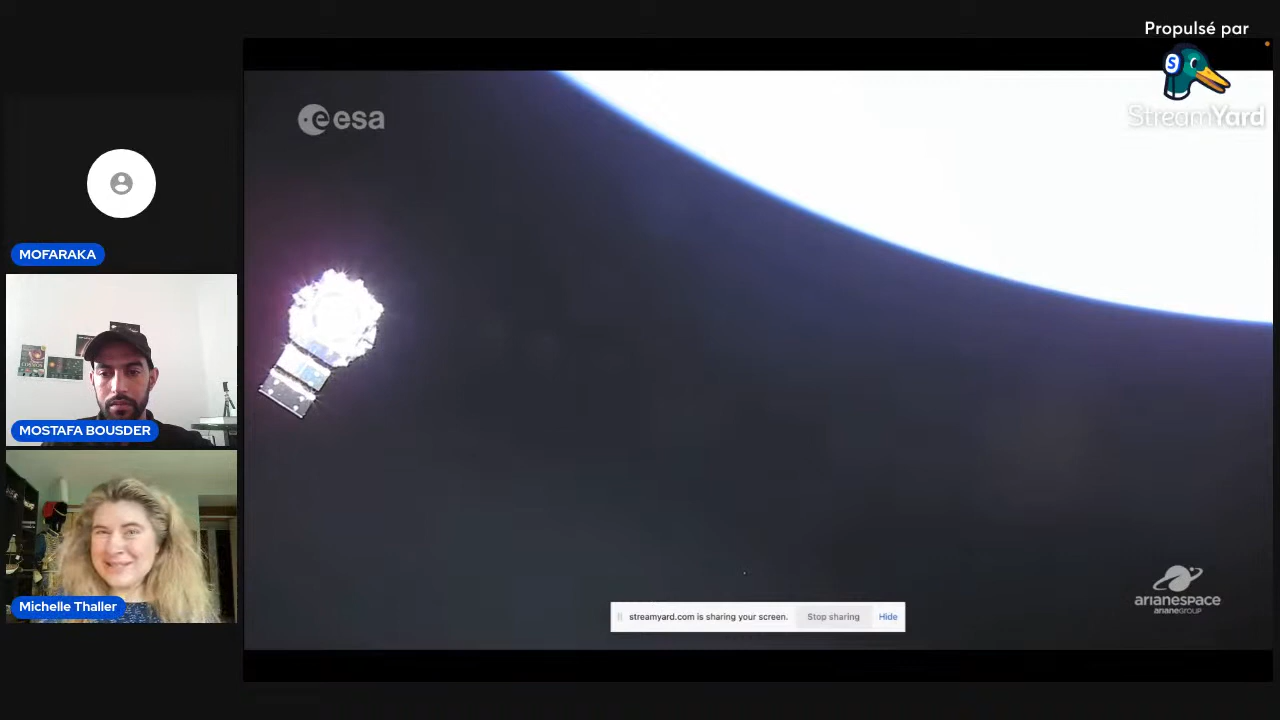 Propulsé par
S
StreamYard
esa
MOFARAKA
MOSTAFA BOUSDER
Michelle Thaller
arianespace
arianeGROUP
streamyard.com is sharing your screen.
Stop sharing
Hide